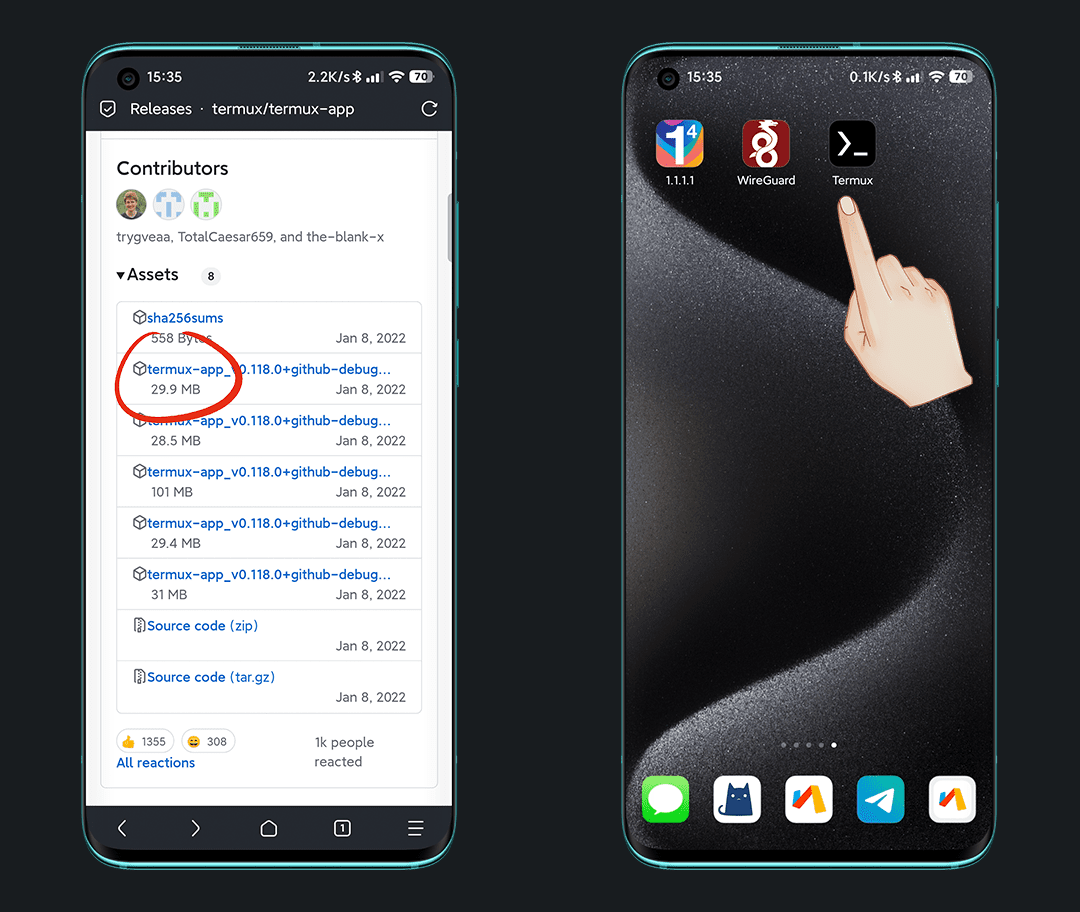 15:35
2.2K/s
70
Releases · termux/termux-app
Contributors
trygveaa, TotalCaesar659, and the-blank-x
Assets 8
sha256sums
558 Bytes
Jan 8, 2022
termux-app_v0.118.0+github-debug...
29.9 MB
Jan 8, 2022
termux-app_v0.118.0+github-debug...
28.5 MB
Jan 8, 2022
termux-app_v0.118.0+github-debug...
101 MB
Jan 8, 2022
termux-app_v0.118.0+github-debug...
29.4 MB
Jan 8, 2022
termux-app_v0.118.0+github-debug...
31 MB
Jan 8, 2022
Source code (zip)
Jan 8, 2022
Source code (tar.gz)
Jan 8, 2022
1355
308
All reactions
1k people
reacted
1
15:35
0.1K/s
70
1 4
1.1.1.1
WireGuard
Termux